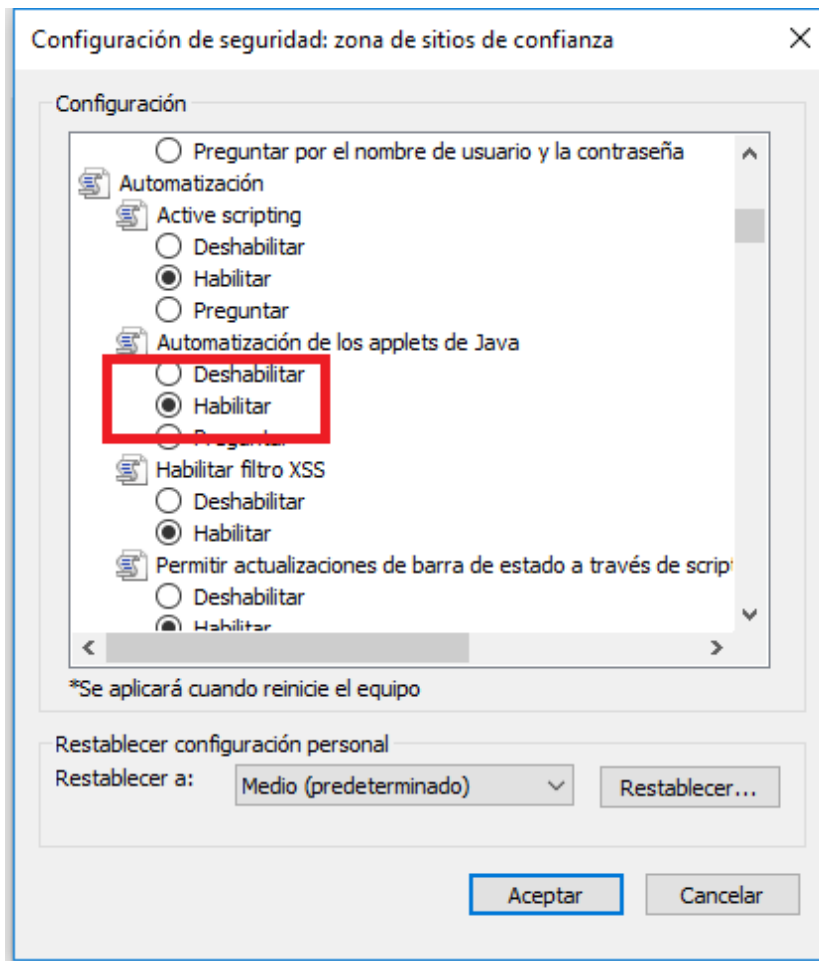 Configuración de seguridad: zona de sitios de confianza
Configuración
Preguntar por el nombre de usuario y la contraseña
Automatización
Active scripting
Deshabilitar
Habilitar
Preguntar
Automatización de los applets de Java
Deshabilitar
Habilitar
Preguntar
Habilitar filtro XSS
Deshabilitar
Habilitar
Permitir actualizaciones de barra de estado a través de script
Deshabilitar
Habilitar
*Se aplicará cuando reinicie el equipo
Restablecer configuración personal
Restablecer a:
Medio (predeterminado)
Restablecer...
Aceptar
Cancelar